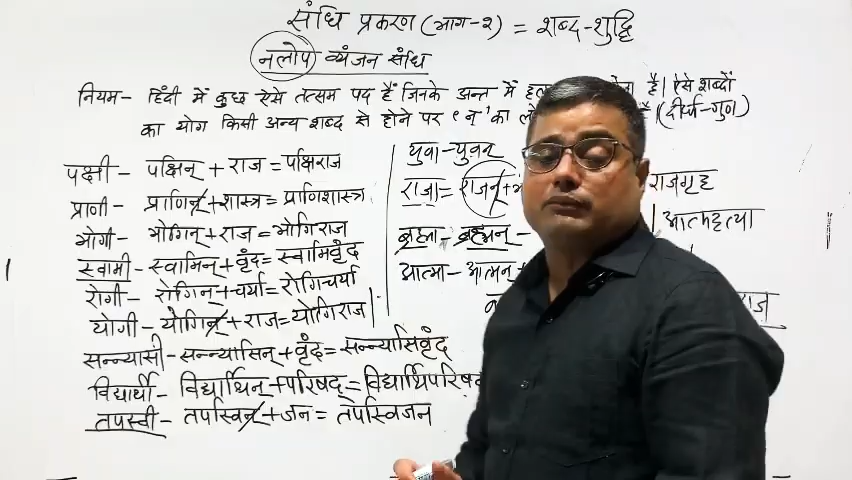 संधि प्रकरण (भाग-२) = शब्द-शुद्धि
नलोप व्यंजन संधि
नियम- हिंदी में कुछ ऐसे तत्सम पद हैं जिनके अन्त में है। ऐसे शब्दों
का योग किसी अन्य शब्द से होने पर 'न्' का (दीर्घ-गुण)
पक्षी- पक्षिन् + राज = पक्षिराज
प्राणी- प्राणिन् + शास्त्र = प्राणिशास्त्र
भोगी- भोगिन् + राज = भोगिराज
स्वामी- स्वामिन् + वृंद = स्वामिवृंद
रोगी- रोगिन् + चर्या = रोगिचर्या
योगी- योगिन् + राज = योगिराज
सन्न्यासी- सन्न्यासिन् + वृंद = सन्न्यासिवृंद
विद्यार्थी- विद्यार्थिन् + परिषद् = विद्यार्थिपरिषद्
तपस्वी- तपस्विन् + जन = तपस्विजन
युवा-युवन्
राजा = राजन् + राजगृह
ब्रह्मा - ब्रह्मन् -
आत्महत्या
आत्मा - आत्मन् +